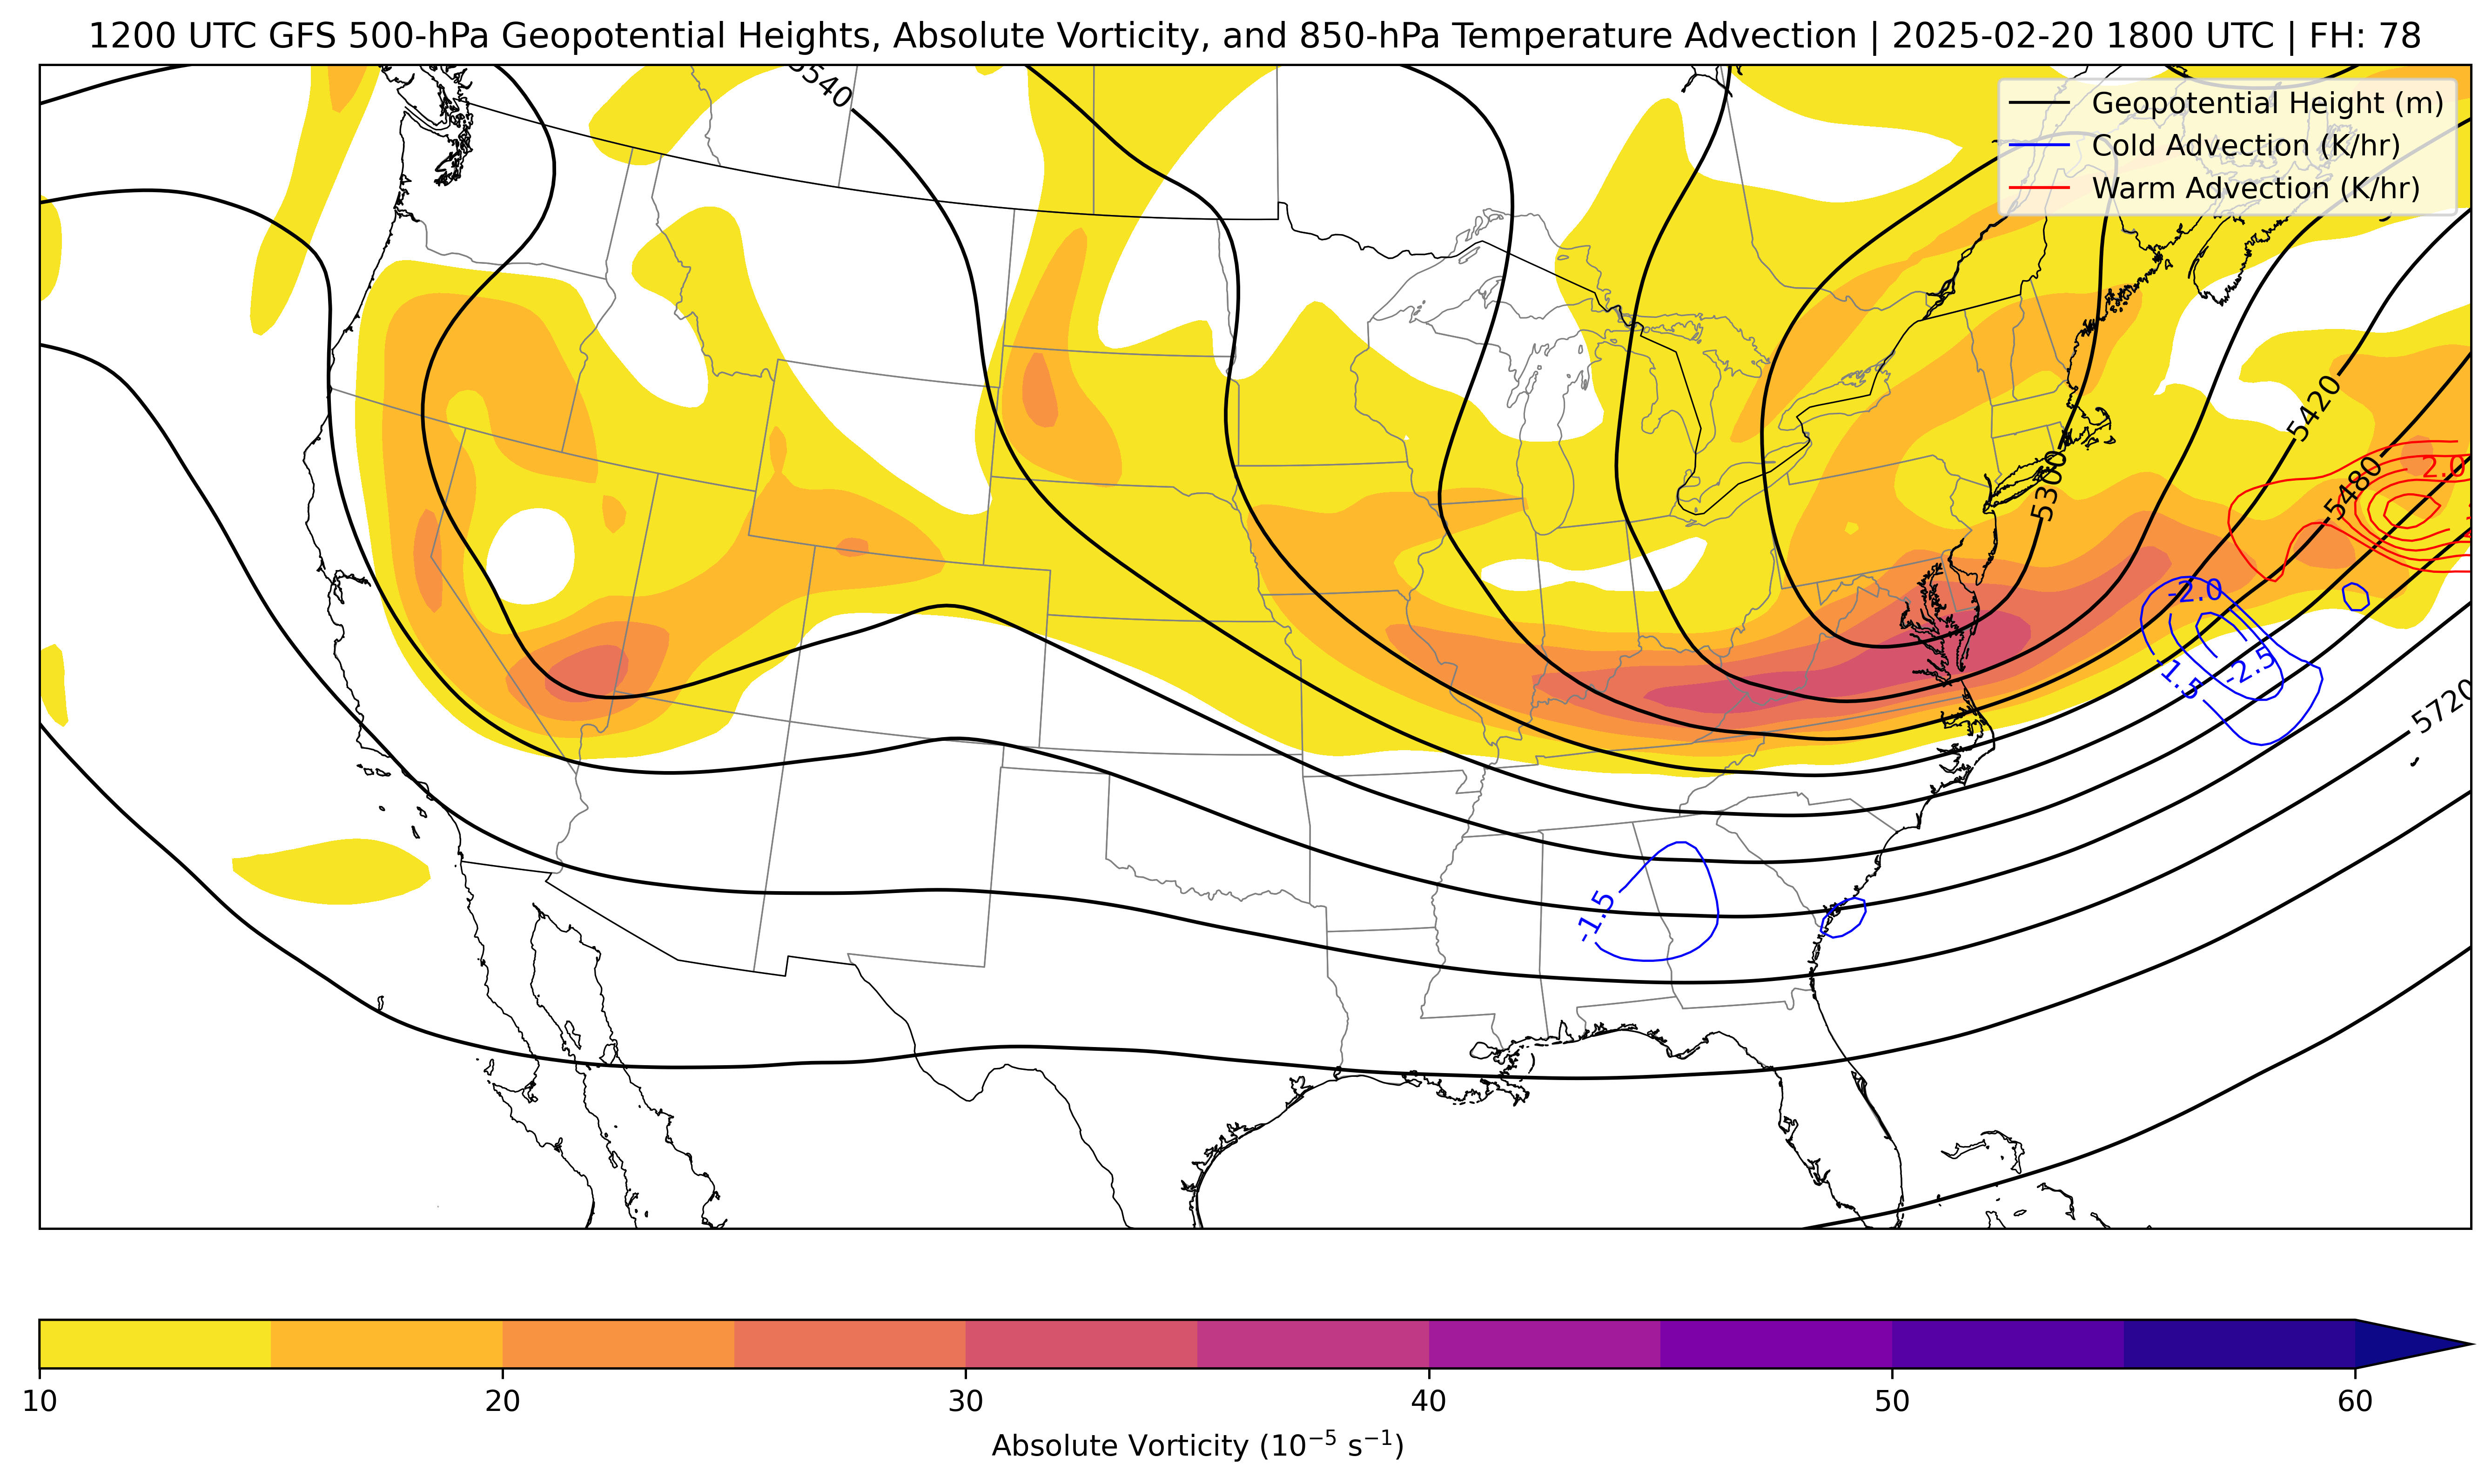 1200 UTC GFS 500-hPa Geopotential Heights, Absolute Vorticity, and 850-hPa Temperature Advection | 2025-02-20 1800 UTC | FH: 78
Geopotential Height (m)
Cold Advection (K/hr)
Warm Advection (K/hr)
5540
5420
5480
2.0
5360
5300
-2.0
-1.5
-2.5
5720
-1.5
10 20 30 40 50 60
Absolute Vorticity (10⁻⁵ s⁻¹)